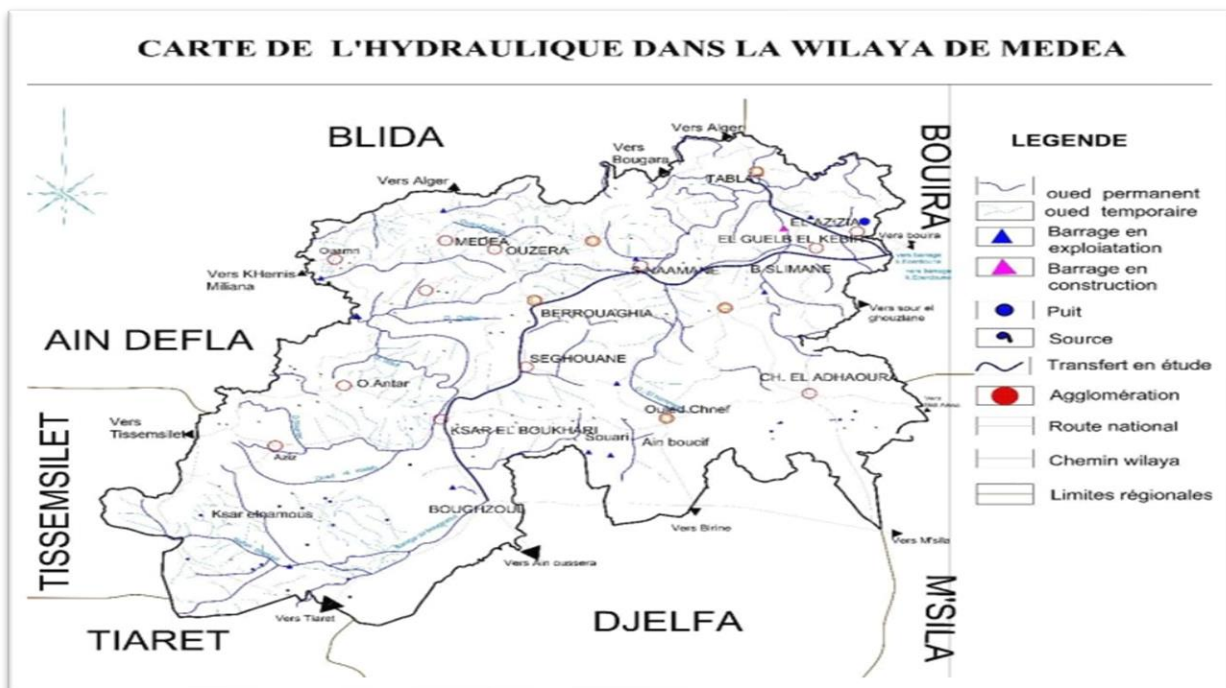 CARTE DE L'HYDRAULIQUE DANS LA WILAYA DE MEDEA
BLIDA
BOUIRA
AIN DEFLA
TISSEMSILET
TIARET
DJELFA
M'SILA
Vers Alger
Vers
Bougara
Vers Alger
TABLAT
EL AZIZIA
EL GUELB EL KEBIR
Vers bouira
MEDEA
OUZERA
S.NAAMANE
B.SLIMANE
Vers KHemis
Miliana
Vers sour el
ghouzlane
BERROUAGHIA
SEGHOUANE
CH. EL ADHAOURA
O.Antar
Oued.Chnef
Vers
Tissemsilet
KSAR EL BOUKHARI
Souari
Ain boucif
Aziz
BOUGHZOUL
Vers Birine
Vers M'sila
Vers Ain oussera
Vers Tiaret
LEGENDE
oued permanent
oued temporaire
Barrage en
exploiatation
Barrage en
construction
Puit
Source
Transfert en étude
Agglomération
Route national
Chemin wilaya
Limites régionales